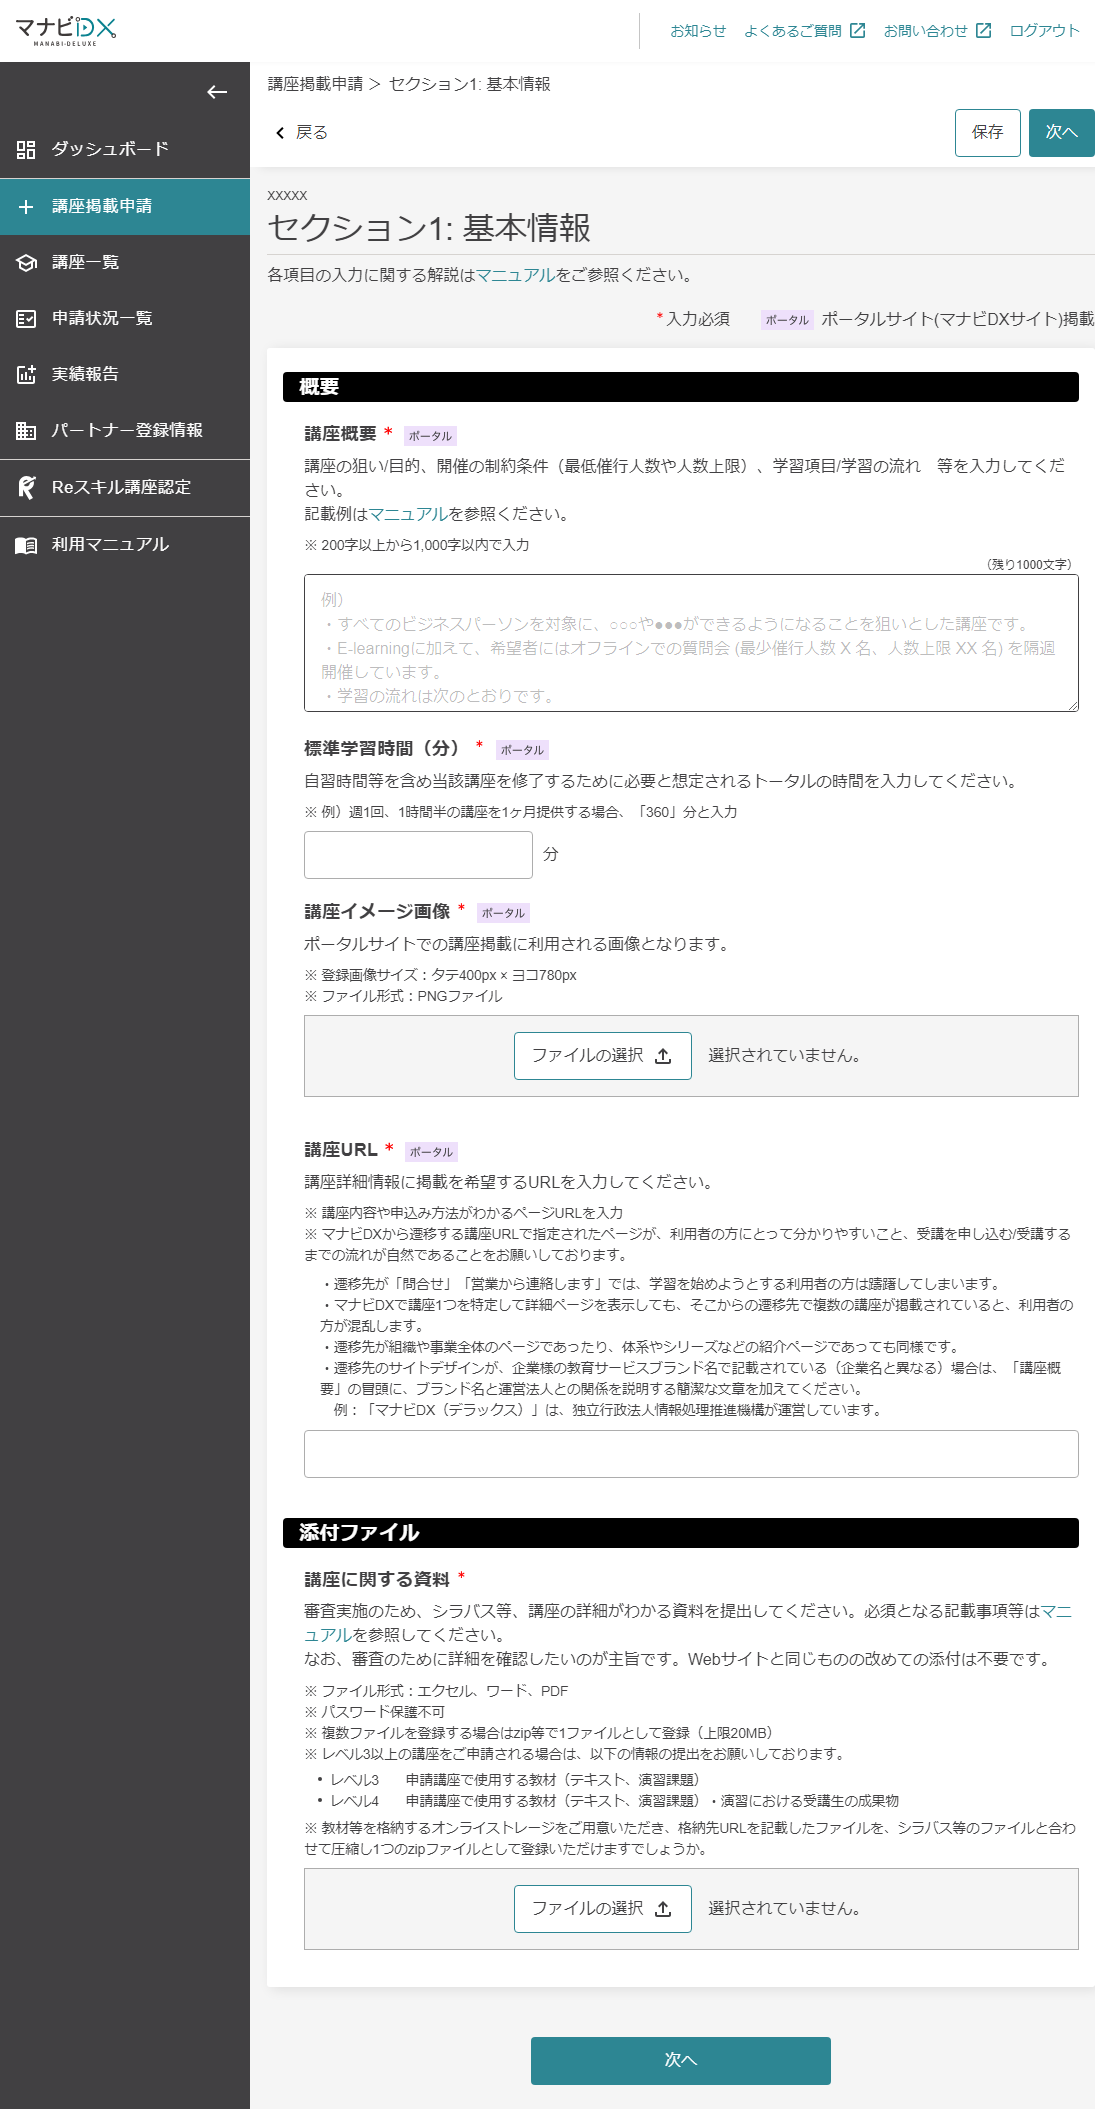 マナビDX
MANABI-DELUXE
お知らせ よくあるご質問 お問い合わせ ログアウト
ダッシュボード
講座掲載申請
講座一覧
申請状況一覧
実績報告
パートナー登録情報
Reスキル講座認定
利用マニュアル
講座掲載申請 ＞ セクション1: 基本情報
戻る
保存
次へ
XXXXX
セクション1: 基本情報
各項目の入力に関する解説はマニュアルをご参照ください。
*入力必須 ポータル ポータルサイト(マナビDXサイト)掲載
概要
講座概要 * ポータル
講座の狙い/目的、開催の制約条件（最低催行人数や人数上限）、学習項目/学習の流れ　等を入力してくだ
さい。
記載例はマニュアルを参照ください。
※ 200字以上から1,000字以内で入力
（残り1000文字）
例）
・すべてのビジネスパーソンを対象に、○○○や●●●ができるようになることを狙いとした講座です。
・E-learningに加えて、希望者にはオフラインでの質問会 (最少催行人数 X 名、人数上限 XX 名) を隔週
開催しています。
・学習の流れは次のとおりです。
標準学習時間（分） * ポータル
自習時間等を含め当該講座を修了するために必要と想定されるトータルの時間を入力してください。
※ 例）週1回、1時間半の講座を1ヶ月提供する場合、「360」分と入力
分
講座イメージ画像 * ポータル
ポータルサイトでの講座掲載に利用される画像となります。
※ 登録画像サイズ：タテ400px × ヨコ780px
※ ファイル形式：PNGファイル
ファイルの選択 選択されていません。
講座URL * ポータル
講座詳細情報に掲載を希望するURLを入力してください。
※ 講座内容や申込み方法がわかるページURLを入力
※ マナビDXから遷移する講座URLで指定されたページが、利用者の方にとって分かりやすいこと、受講を申し込む/受講する
までの流れが自然であることをお願いしております。
・遷移先が「問合せ」「営業から連絡します」では、学習を始めようとする利用者の方は躊躇してしまいます。
・マナビDXで講座1つを特定して詳細ページを表示しても、そこからの遷移先で複数の講座が掲載されていると、利用者の
方が混乱します。
・遷移先が組織や事業全体のページであったり、体系やシリーズなどの紹介ページであっても同様です。
・遷移先のサイトデザインが、企業様の教育サービスブランド名で記載されている（企業名と異なる）場合は、「講座概
要」の冒頭に、ブランド名と運営法人との関係を説明する簡潔な文章を加えてください。
例：「マナビDX（デラックス）」は、独立行政法人情報処理推進機構が運営しています。
添付ファイル
講座に関する資料 *
審査実施のため、シラバス等、講座の詳細がわかる資料を提出してください。必須となる記載事項等はマニ
ュアルを参照してください。
なお、審査のために詳細を確認したいのが主旨です。Webサイトと同じものの改めての添付は不要です。
※ ファイル形式：エクセル、ワード、PDF
※ パスワード保護不可
※ 複数ファイルを登録する場合はzip等で1ファイルとして登録（上限20MB）
※ レベル3以上の講座をご申請される場合は、以下の情報の提出をお願いしております。
• レベル3　申請講座で使用する教材（テキスト、演習課題）
• レベル4　申請講座で使用する教材（テキスト、演習課題）・演習における受講生の成果物
※ 教材等を格納するオンライストレージをご用意いただき、格納先URLを記載したファイルを、シラバス等のファイルと合わ
せて圧縮し1つのzipファイルとして登録いただけますでしょうか。
ファイルの選択 選択されていません。
次へ